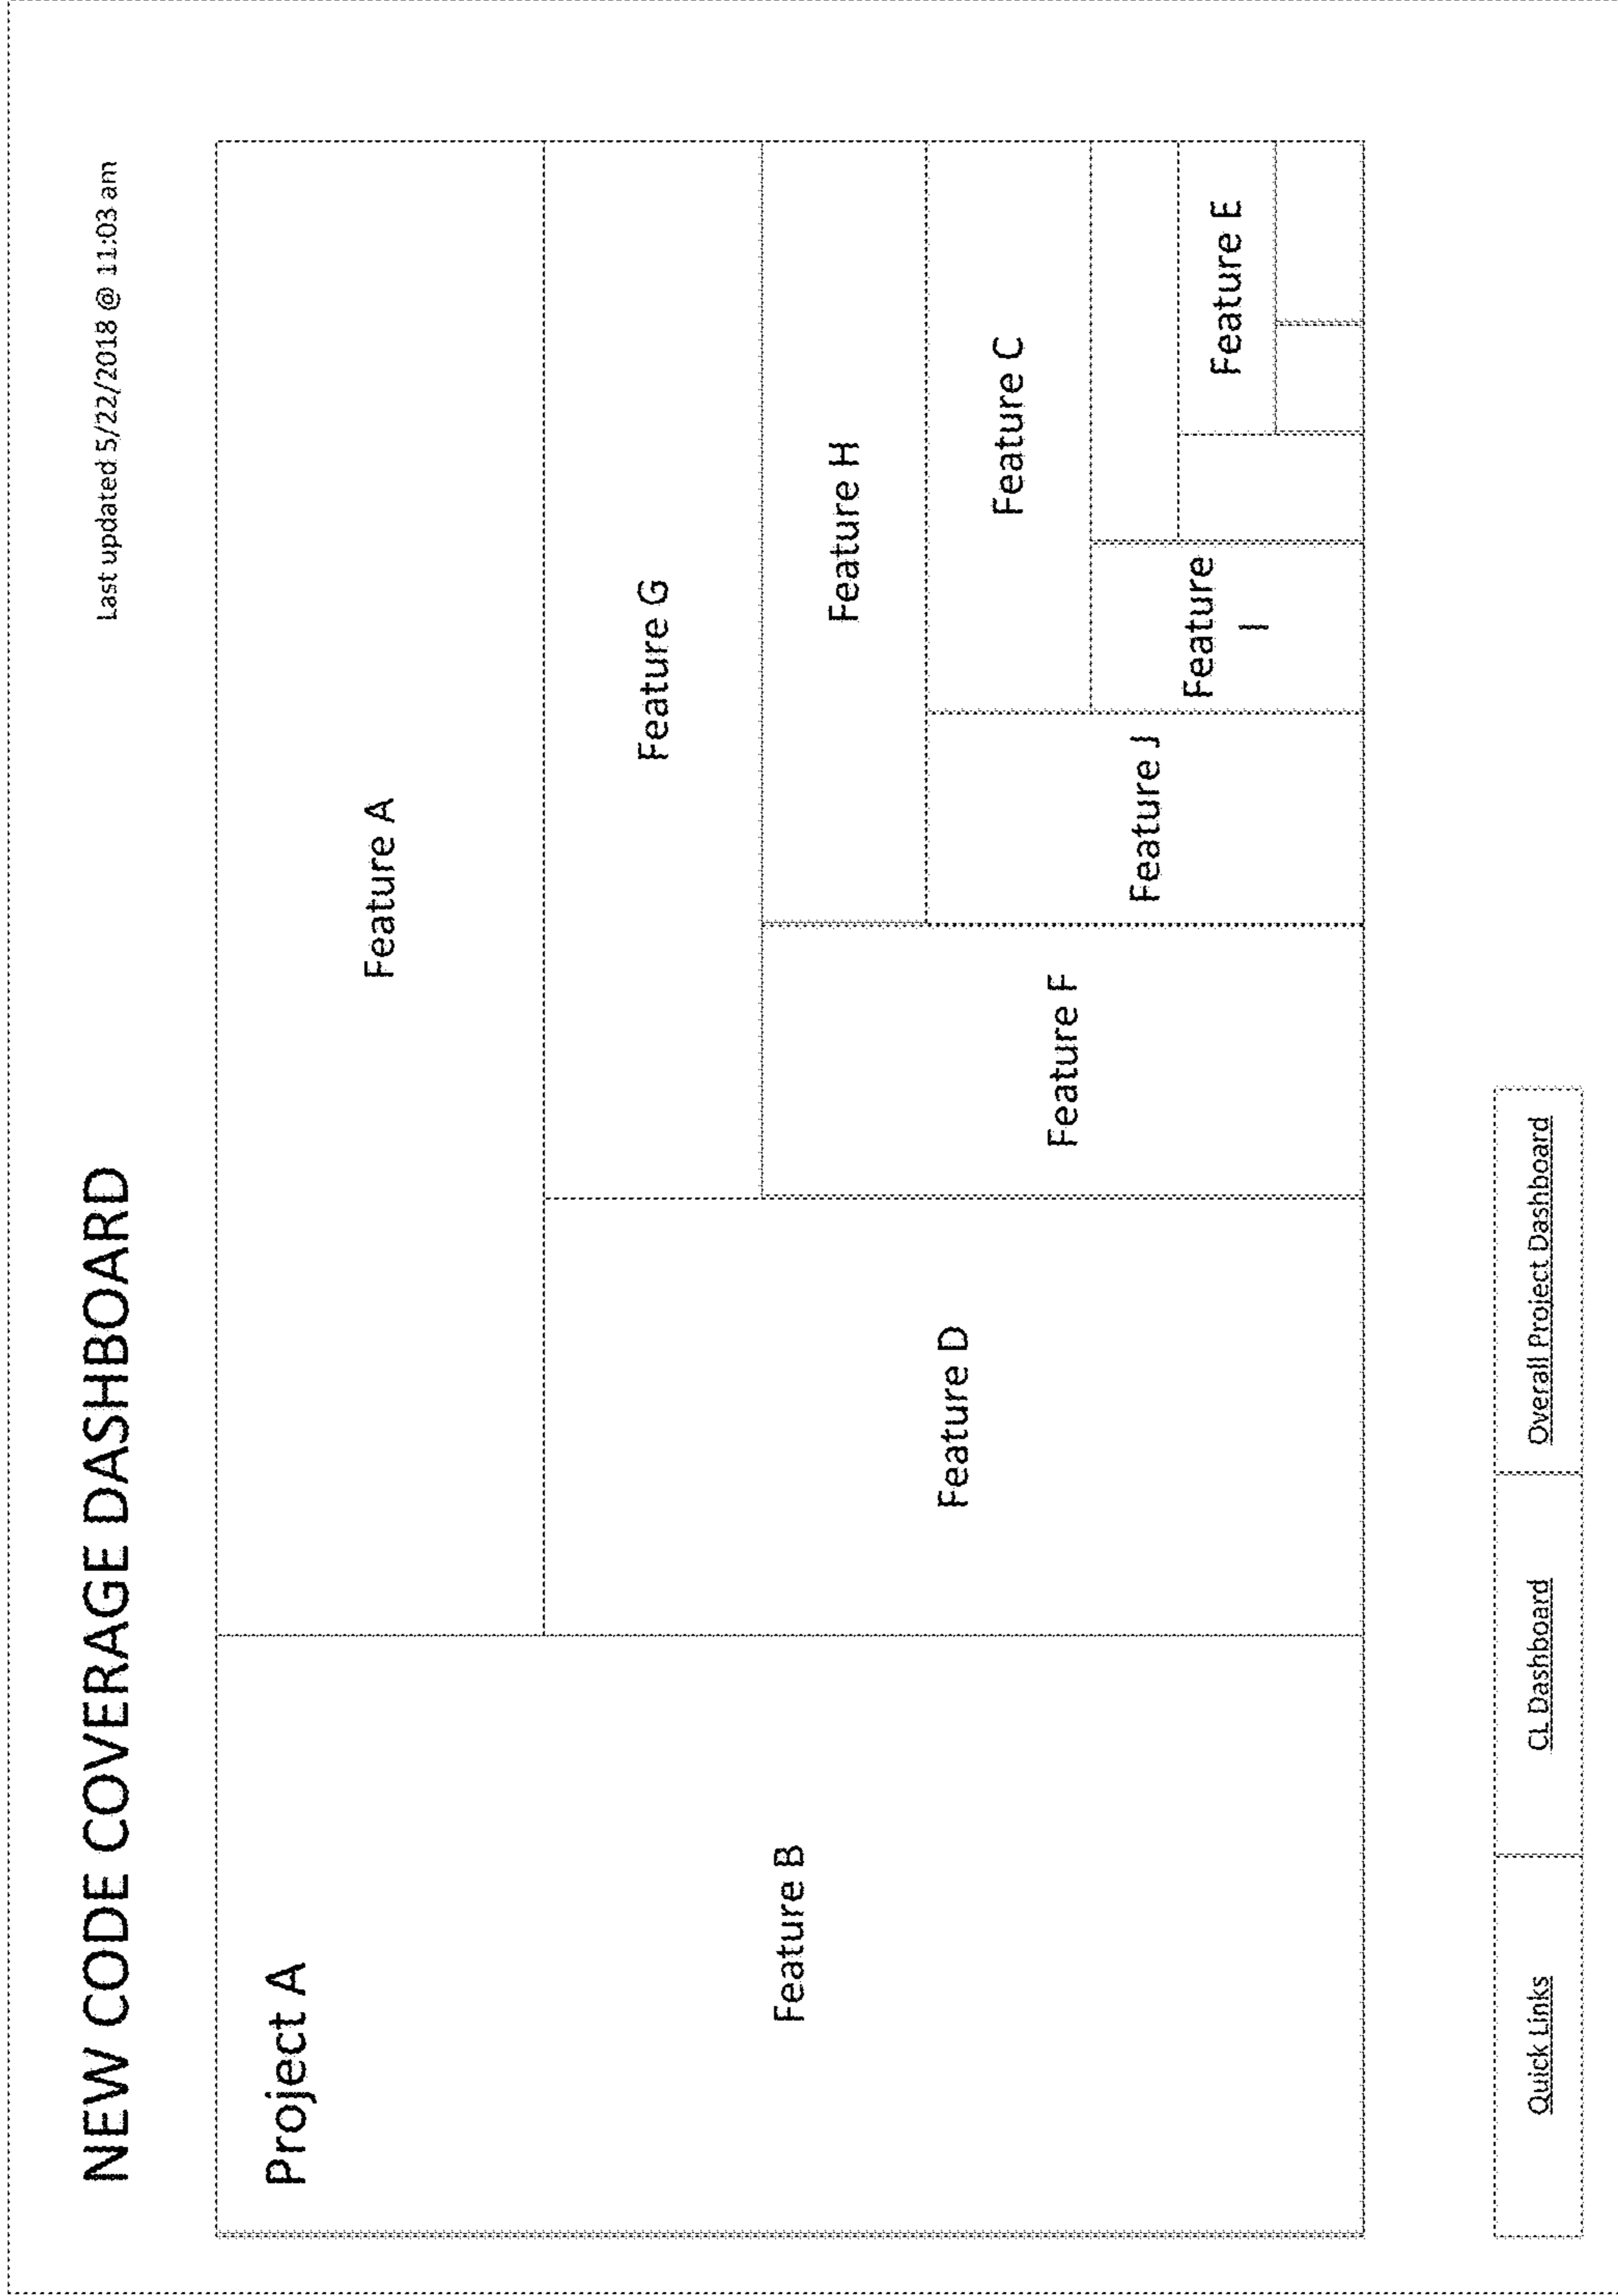 NEW CODE COVERAGE DASHBOARD
Last updated 5/22/2018 @ 11:03 am
Project A
Feature B
Feature A
Feature D
Feature G
Feature F
Feature H
Feature J
Feature C
Feature
I
Feature E
Quick Links
CL Dashboard
Overall Project Dashboard